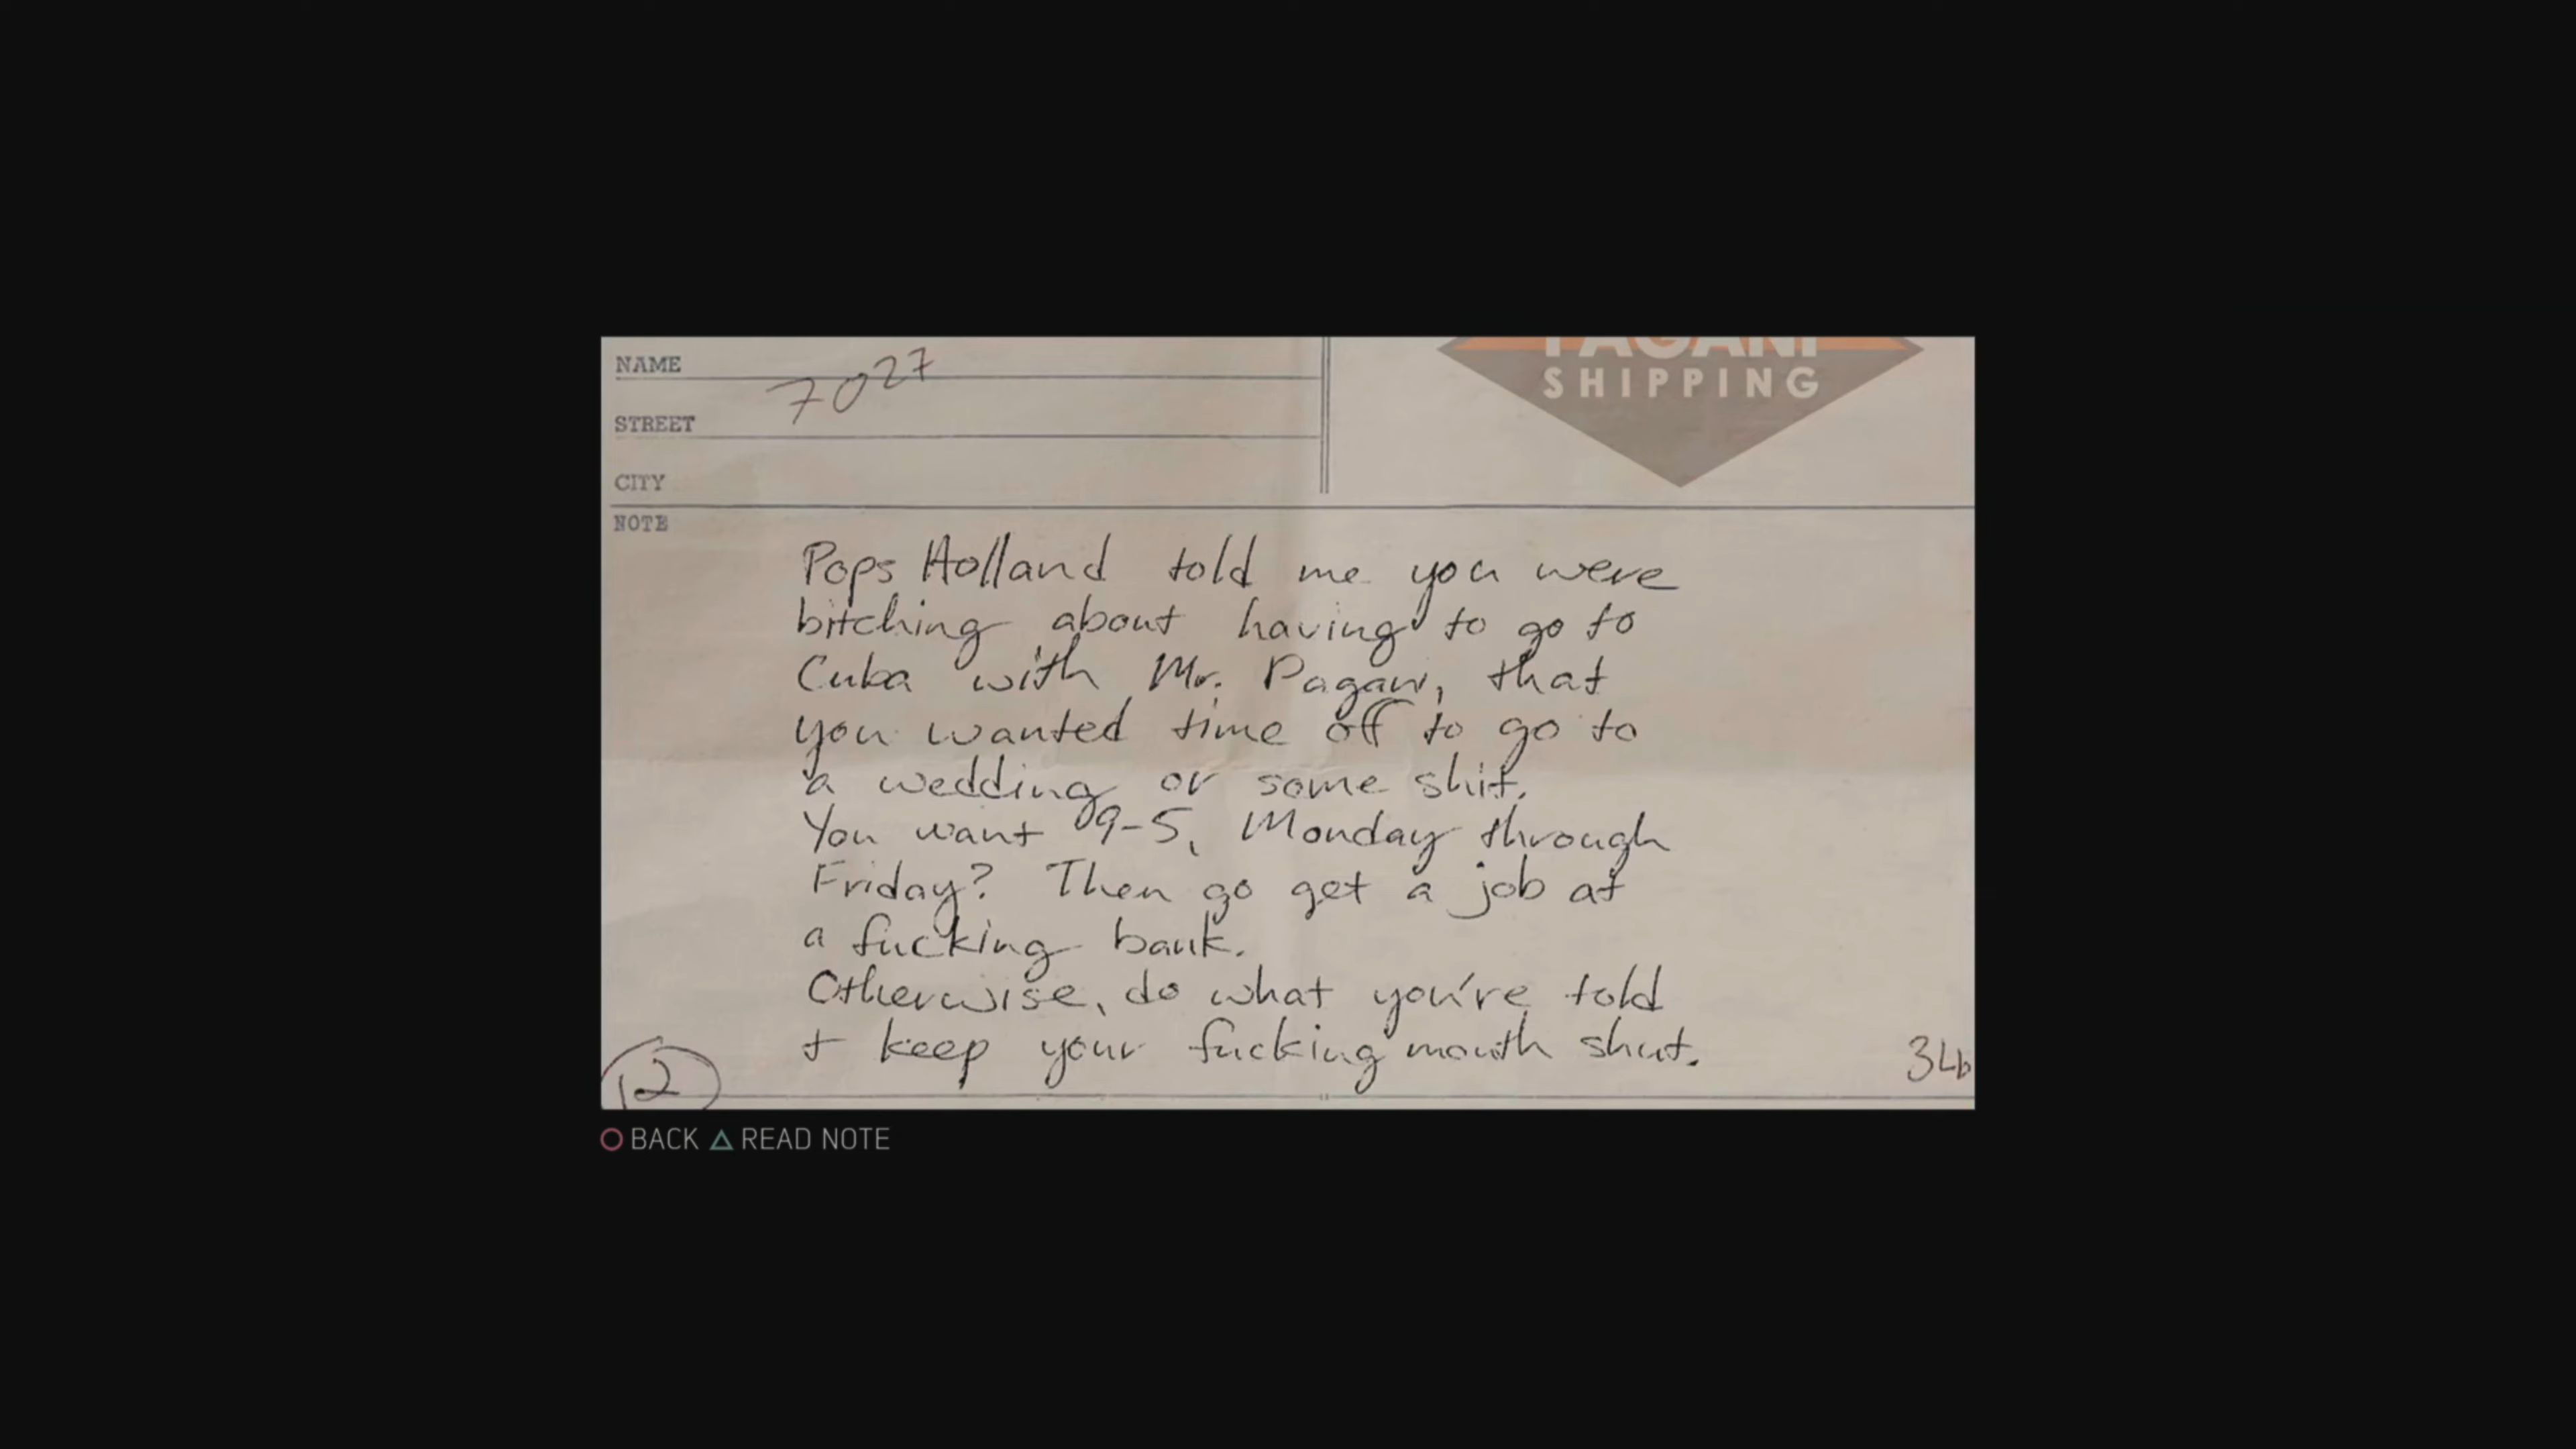 NAME
7027
PAGANI
SHIPPING
STREET
CITY
NOTE
Pops Holland told me you were
bitching about having to go to
Cuba with Mr. Pagani, that
you wanted time off to go to
a wedding or some shit.
You want 9-5, Monday through
Friday? Then go get a job at
a fucking bank.
Otherwise, do what you're told
+ keep your fucking mouth shut.
12
BACK READ NOTE